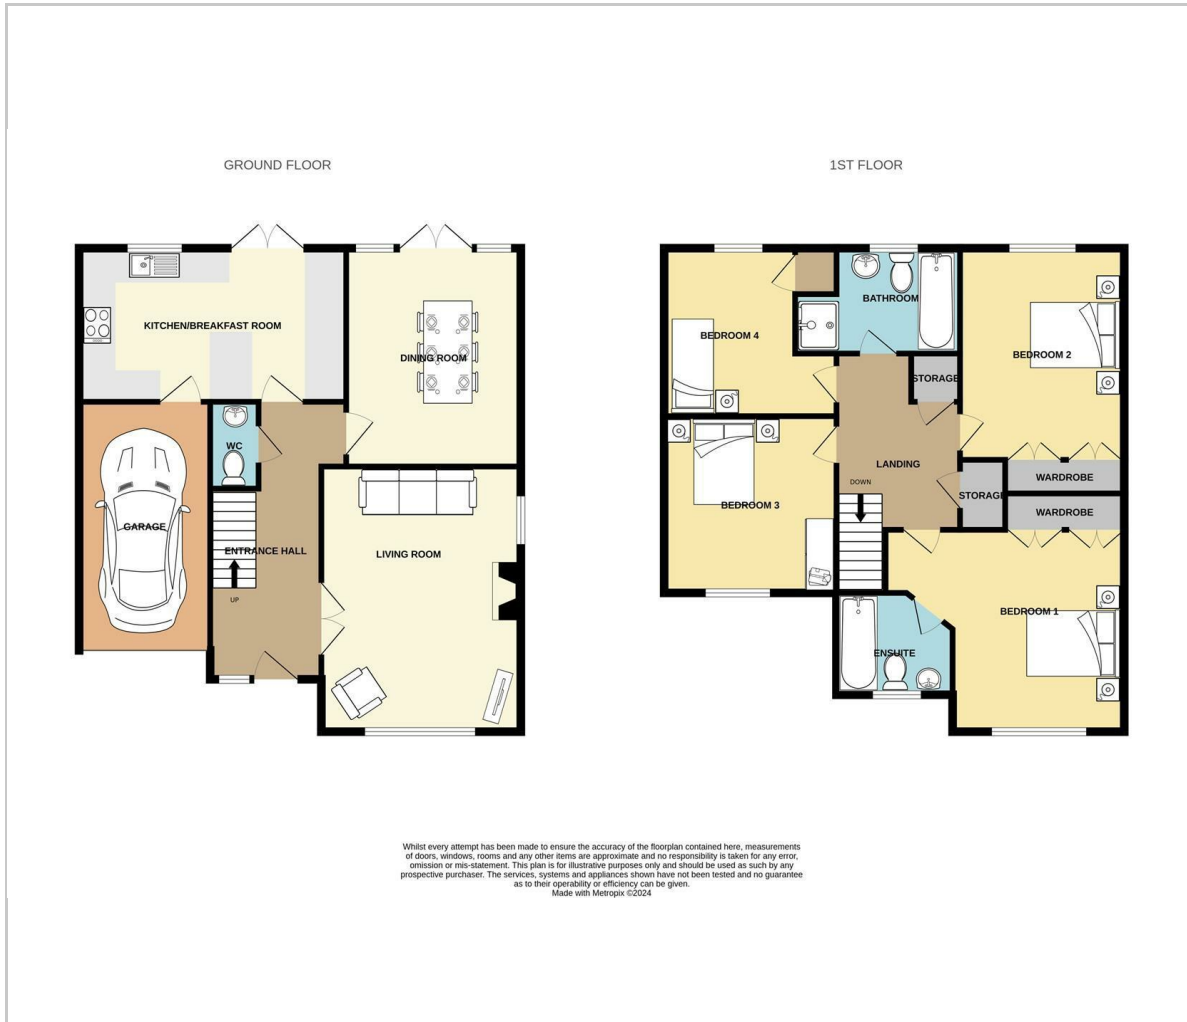 GROUND FLOOR
KITCHEN/BREAKFAST ROOM
DINING ROOM
WC
GARAGE
ENTRANCE HALL
LIVING ROOM
UP
1ST FLOOR
BATHROOM
BEDROOM 4
BEDROOM 2
STORAGE
LANDING
DOWN
WARDROBE
STORAGE
BEDROOM 3
WARDROBE
BEDROOM 1
ENSUITE
Whilst every attempt has been made to ensure the accuracy of the floorplan contained here, measurements
of doors, windows, rooms and any other items are approximate and no responsibility is taken for any error,
omission or mis-statement. This plan is for illustrative purposes only and should be used as such by any
prospective purchaser. The services, systems and appliances shown have not been tested and no guarantee
as to their operability or efficiency can be given.
Made with Metropix ©2024